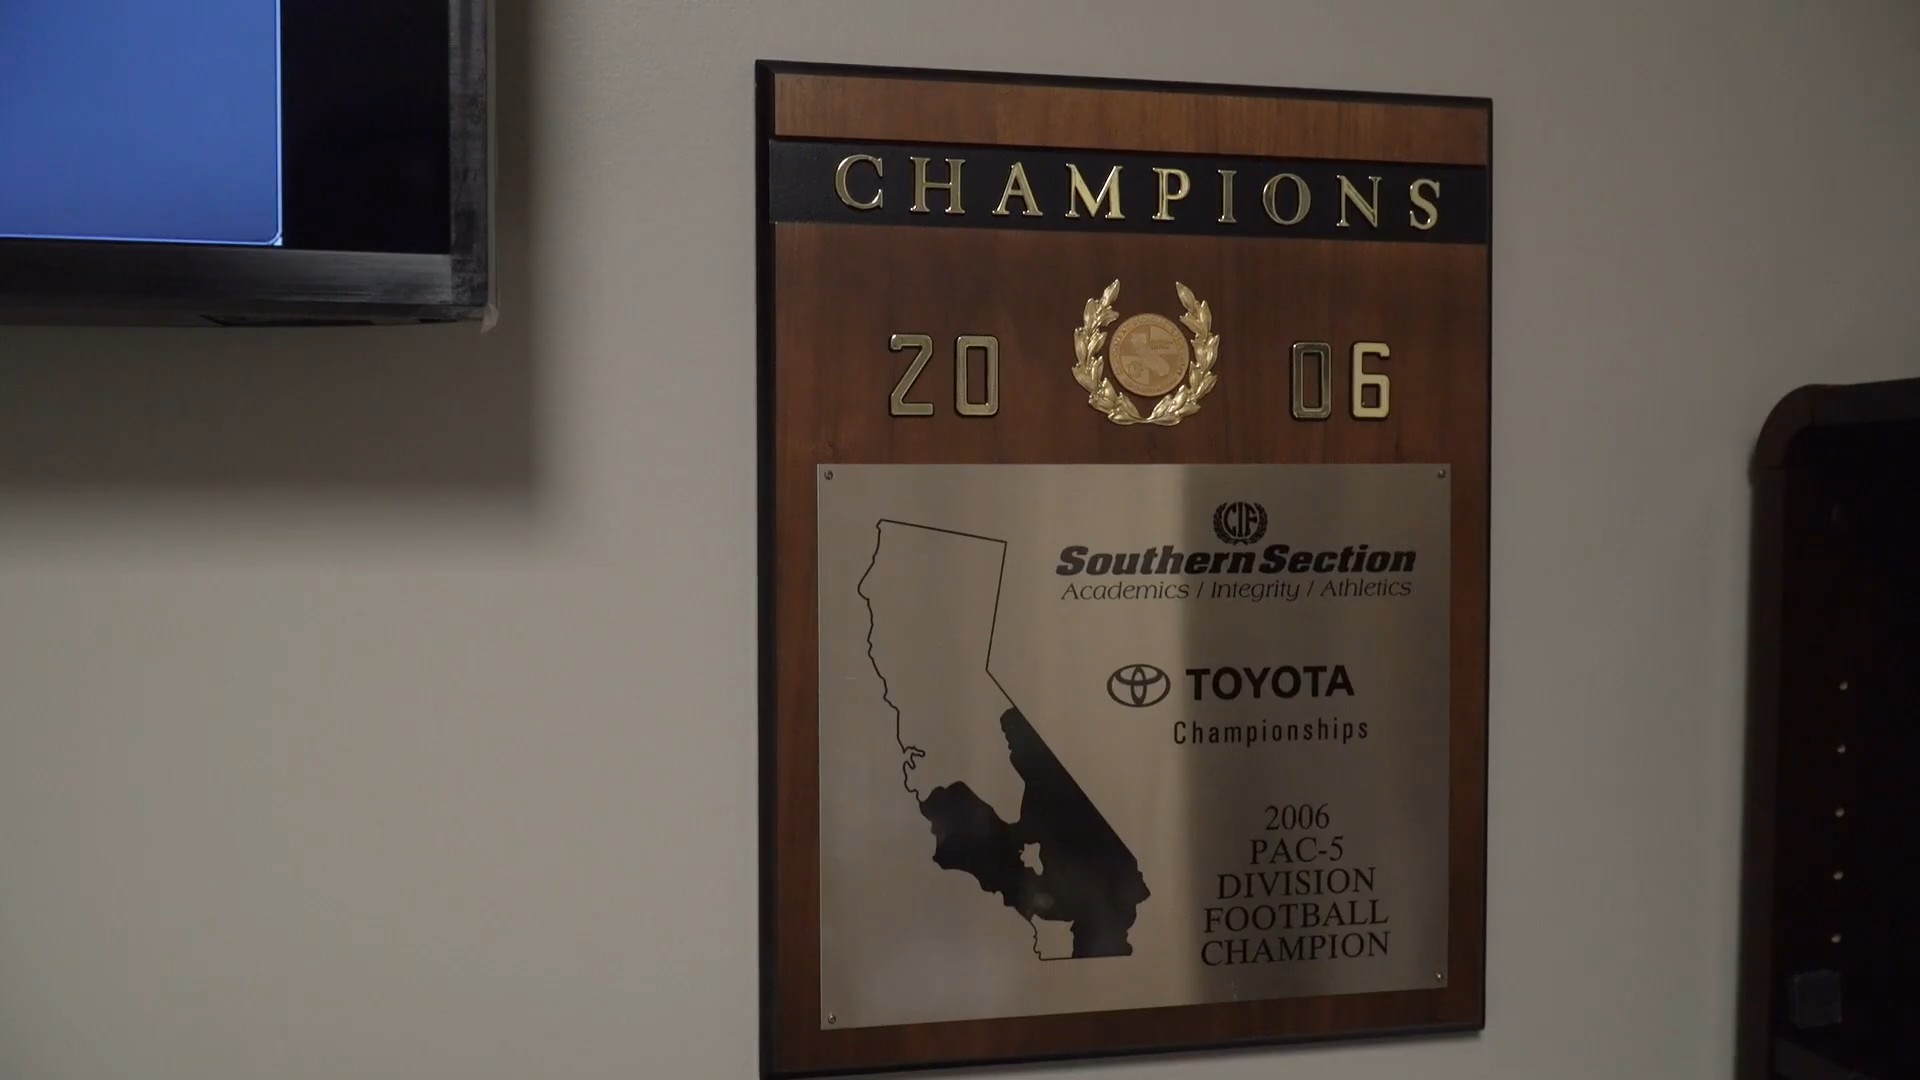 CHAMPIONS
20 06
CIF
Southern Section
Academics / Integrity / Athletics
TOYOTA
Championships
2006
PAC-5
DIVISION
FOOTBALL
CHAMPION